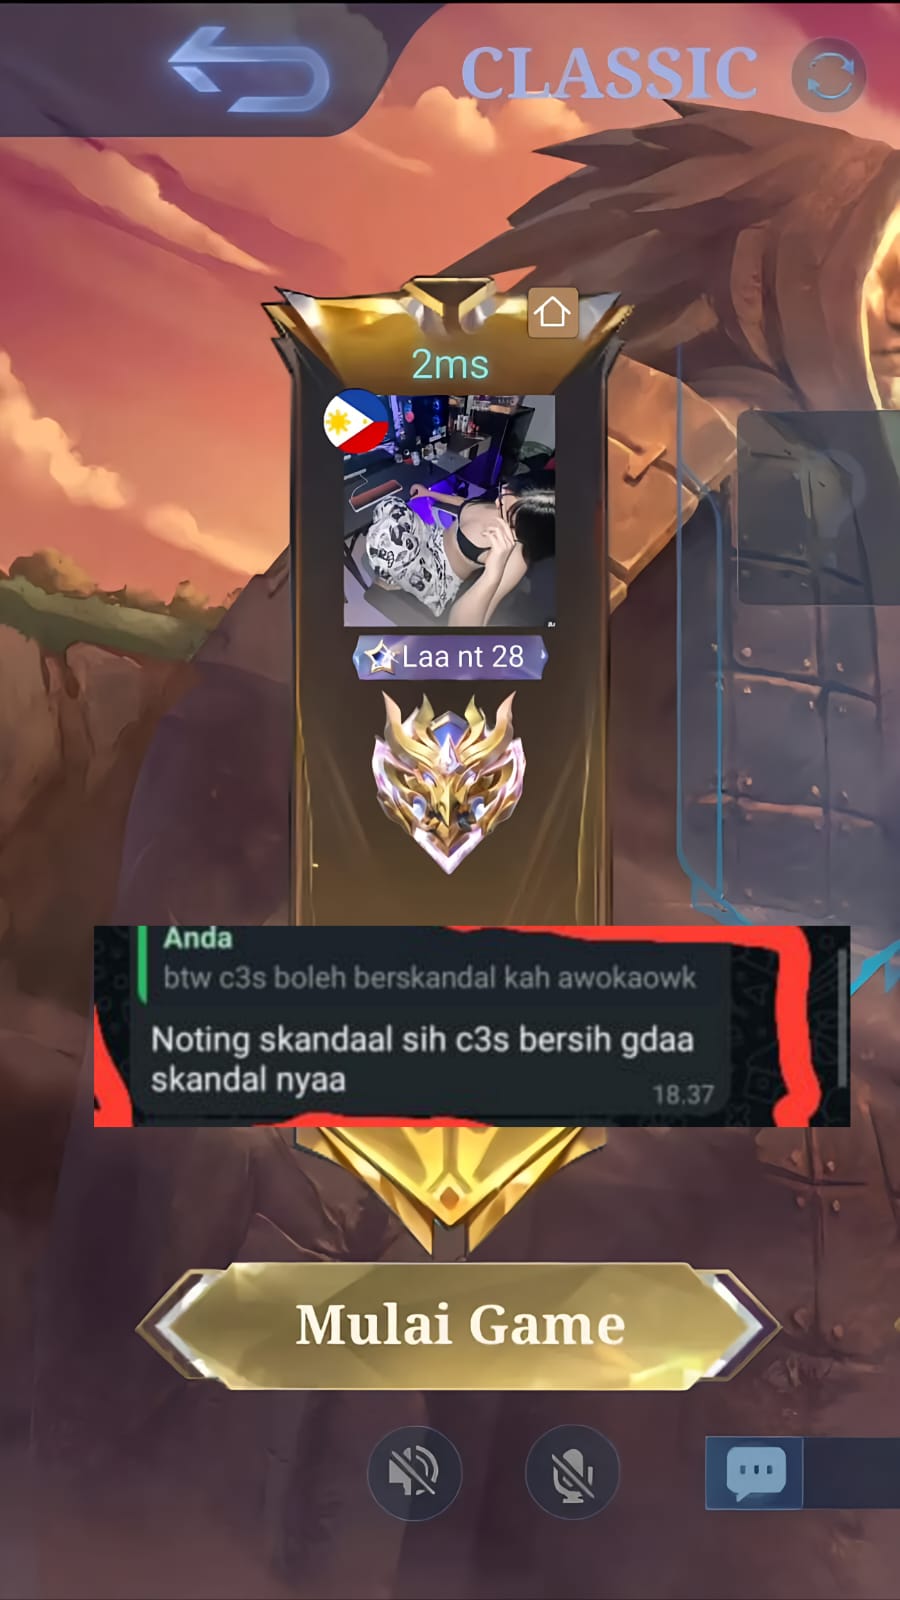 CLASSIC
2ms
Laa nt 28
Anda
btw c3s boleh berskandal kah awokaowk
Noting skandaal sih c3s bersih gdaa
skandal nyaa
18.37
Mulai Game